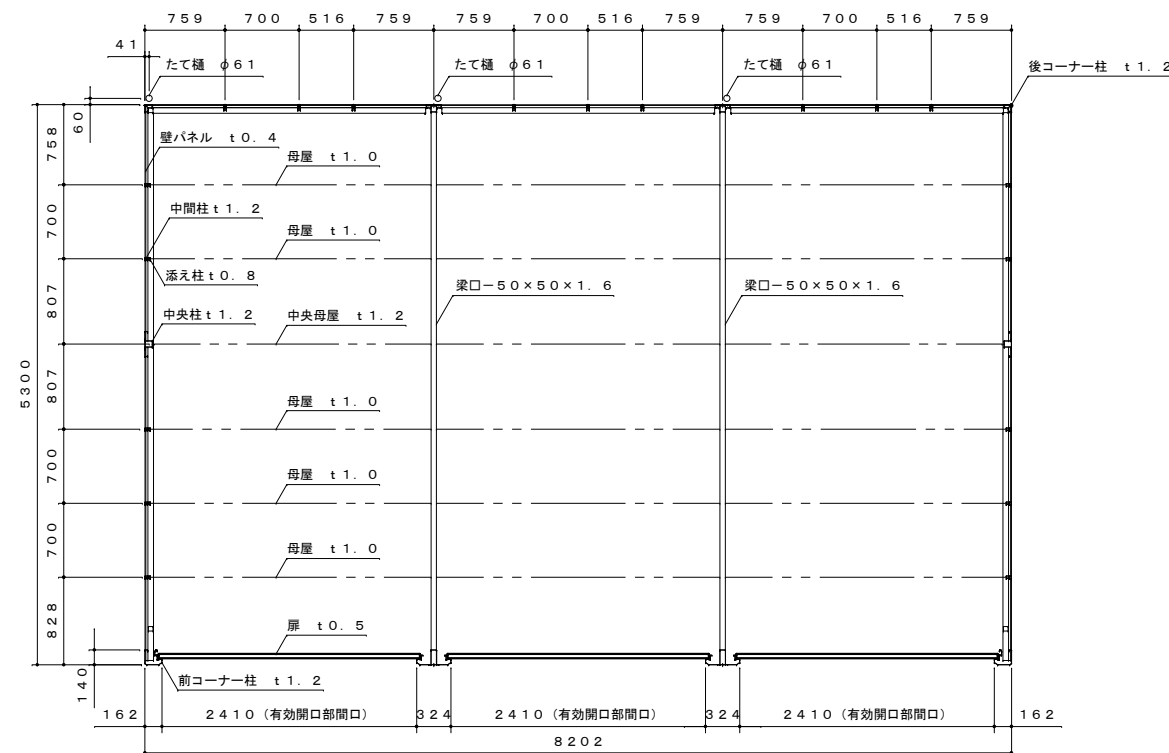 759 700 516 759 759 700 516 759 759 700 516 759
41
たて樋 φ61 たて樋 φ61 たて樋 φ61
後コーナー柱 t1.2
60
758
壁パネル t0.4
母屋 t1.0
700
中間柱t1.2
母屋 t1.0
添え柱t0.8
807
梁口-50×50×1.6 梁口-50×50×1.6
中央柱t1.2
中央母屋 t1.2
5300
807
母屋 t1.0
700
母屋 t1.0
700
母屋 t1.0
828
扉 t0.5
140
前コーナー柱 t1.2
162 2410(有効開口部間口) 324 2410(有効開口部間口) 324 2410(有効開口部間口) 162
8202